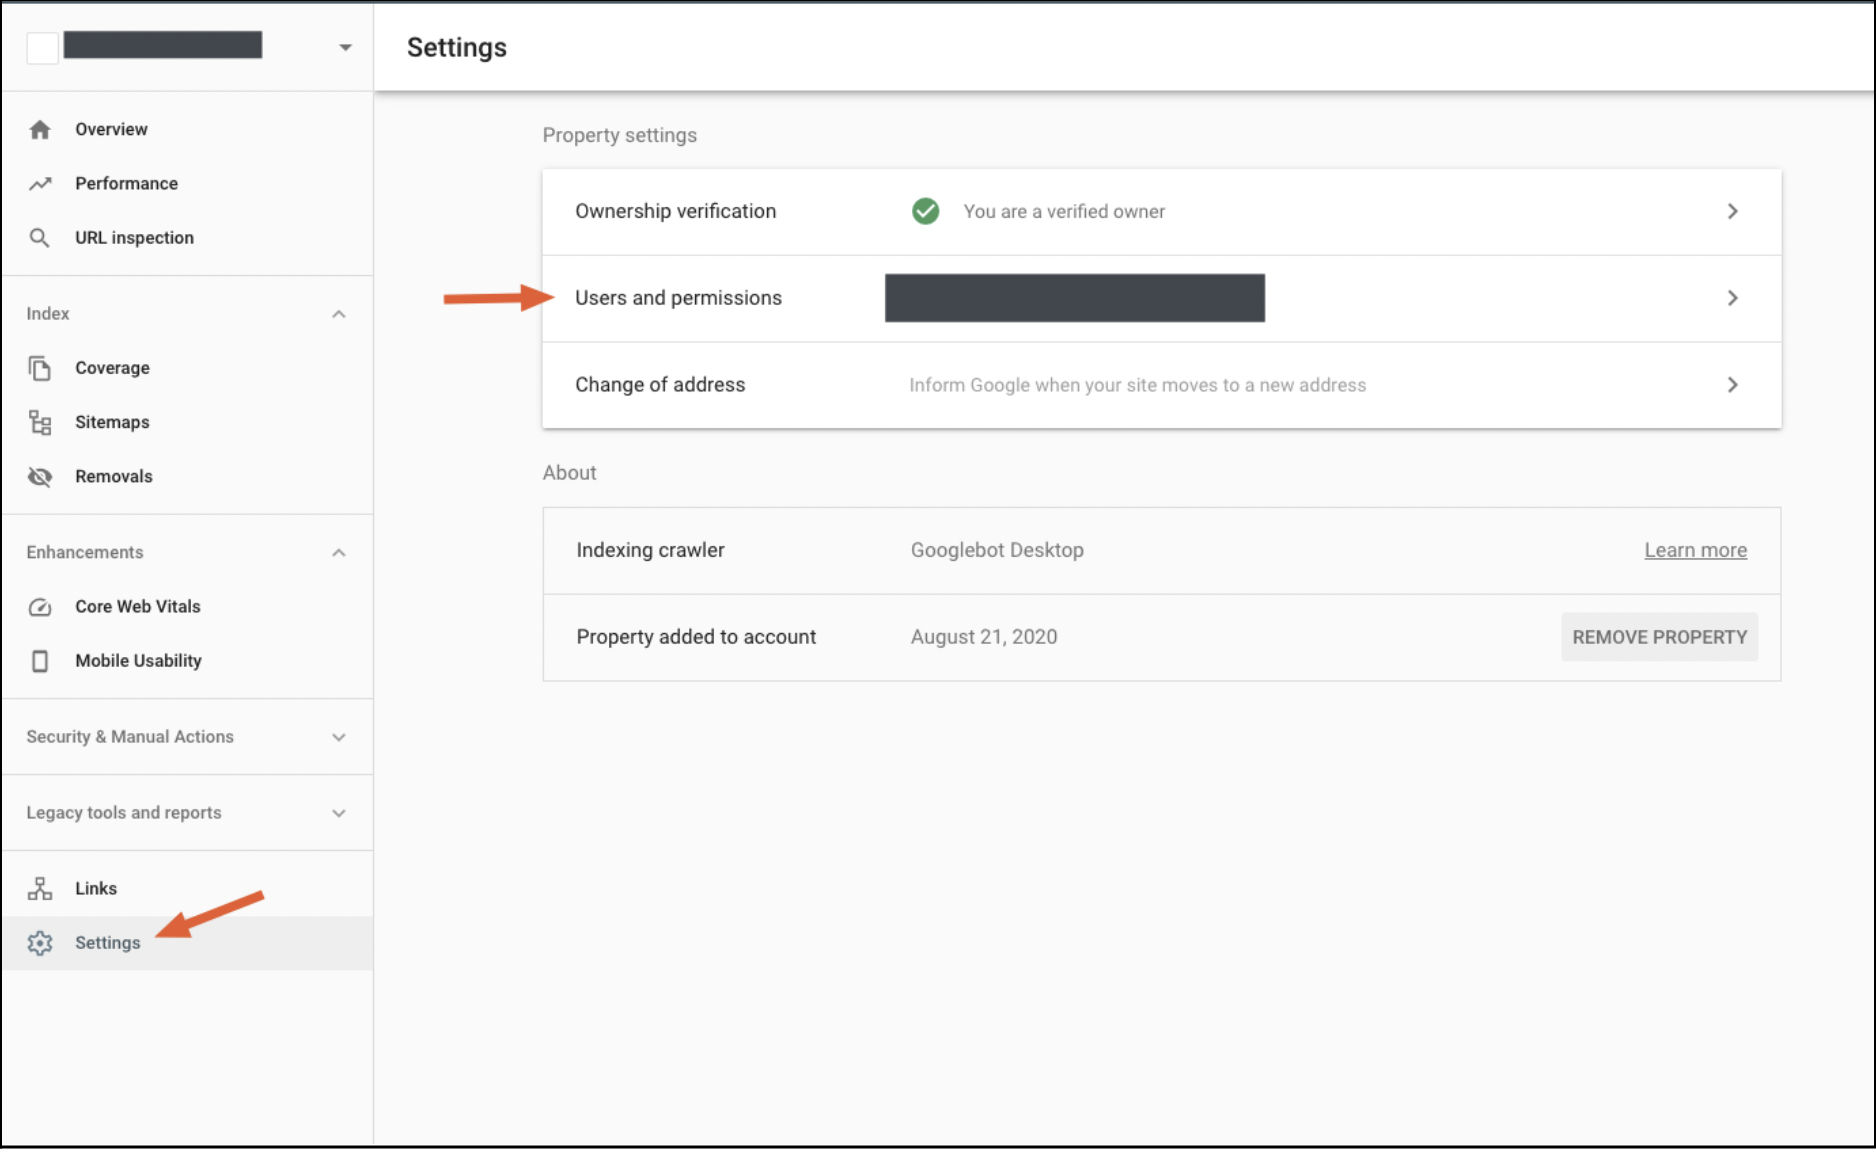 Settings
Overview
Performance
URL inspection
Index
Coverage
Sitemaps
Removals
Enhancements
Core Web Vitals
Mobile Usability
Security & Manual Actions
Legacy tools and reports
Links
Settings
Property settings
Ownership verification You are a verified owner
Users and permissions
Change of address Inform Google when your site moves to a new address
About
Indexing crawler Googlebot Desktop Learn more
Property added to account August 21, 2020 REMOVE PROPERTY